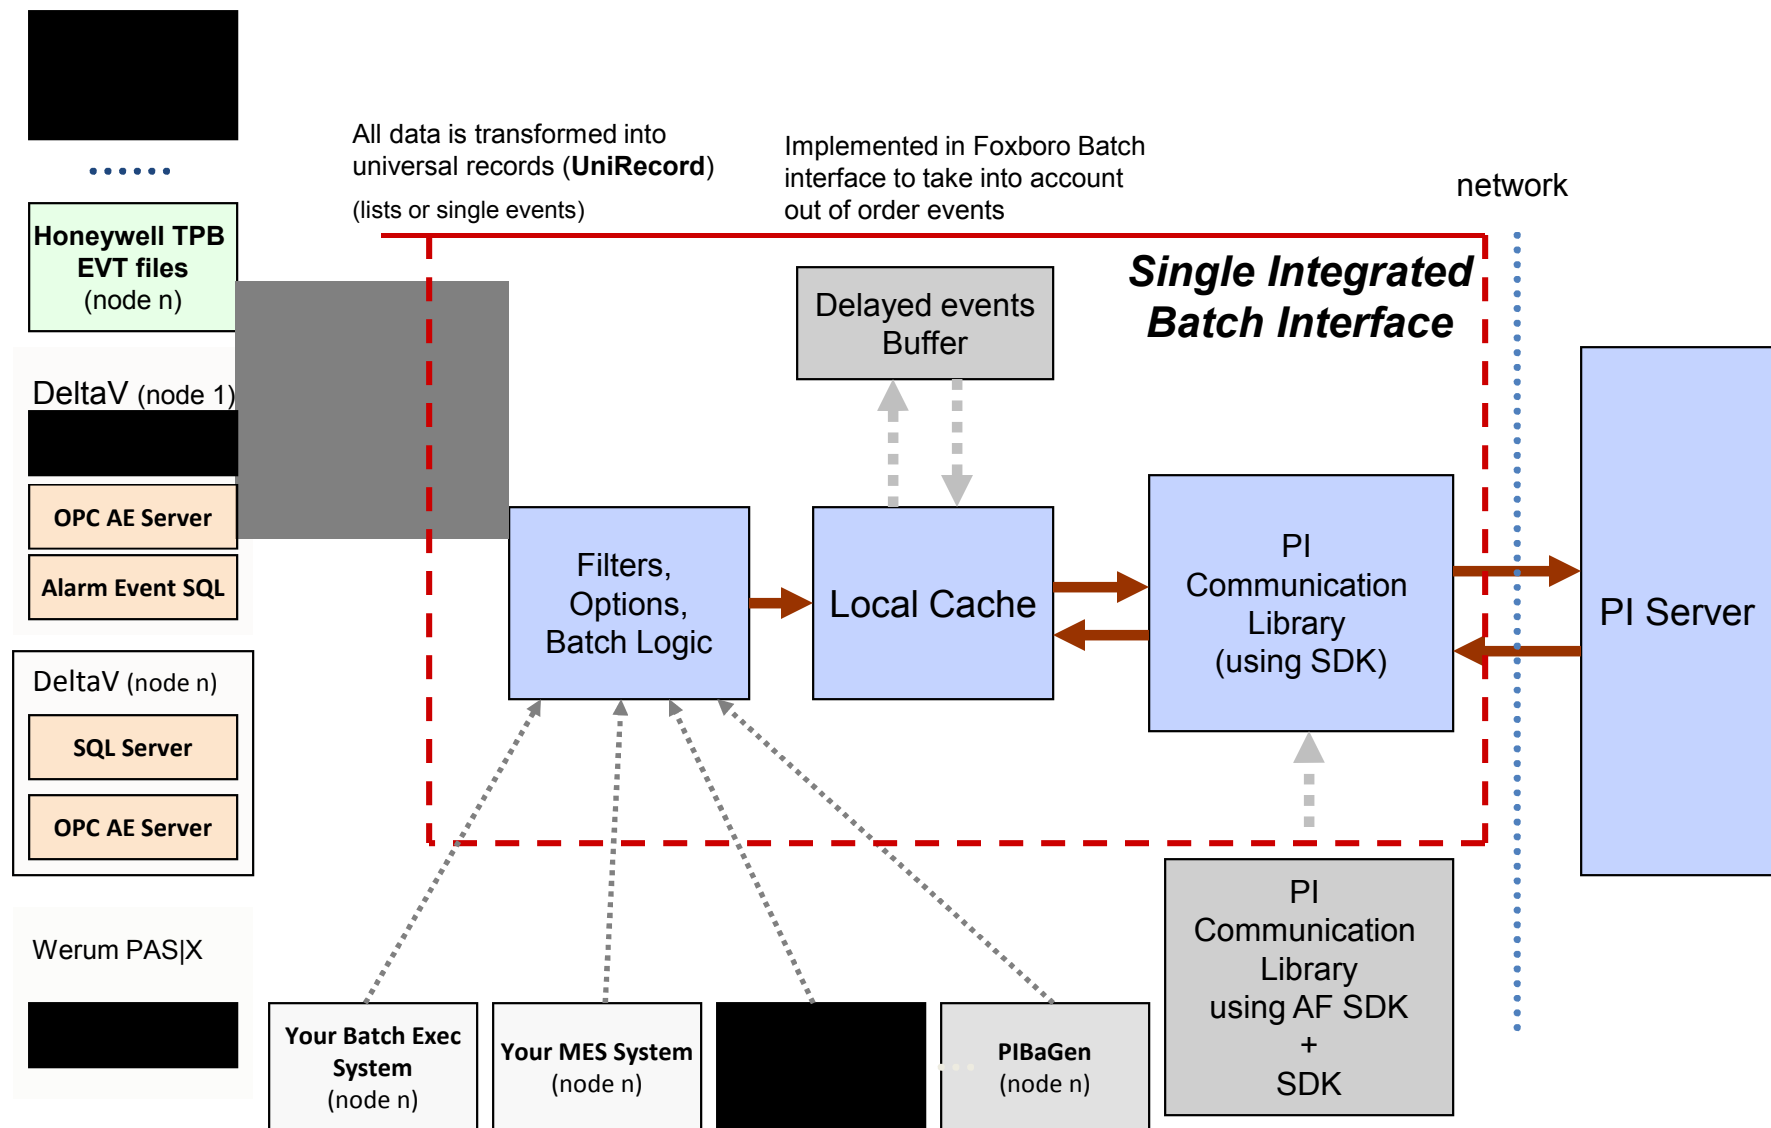 All data is transformed into
universal records (UniRecord)
(lists or single events)
Implemented in Foxboro Batch
interface to take into account
out of order events
network
Honeywell TPB
EVT files
(node n)
Single Integrated
Batch Interface
Delayed events
Buffer
DeltaV (node 1)
OPC AE Server
Alarm Event SQL
Filters,
Options,
Batch Logic
Local Cache
PI
Communication
Library
(using SDK)
PI Server
DeltaV (node n)
SQL Server
OPC AE Server
Werum PAS|X
Your Batch Exec
System
(node n)
Your MES System
(node n)
PIBaGen
(node n)
PI
Communication
Library
using AF SDK
+
SDK